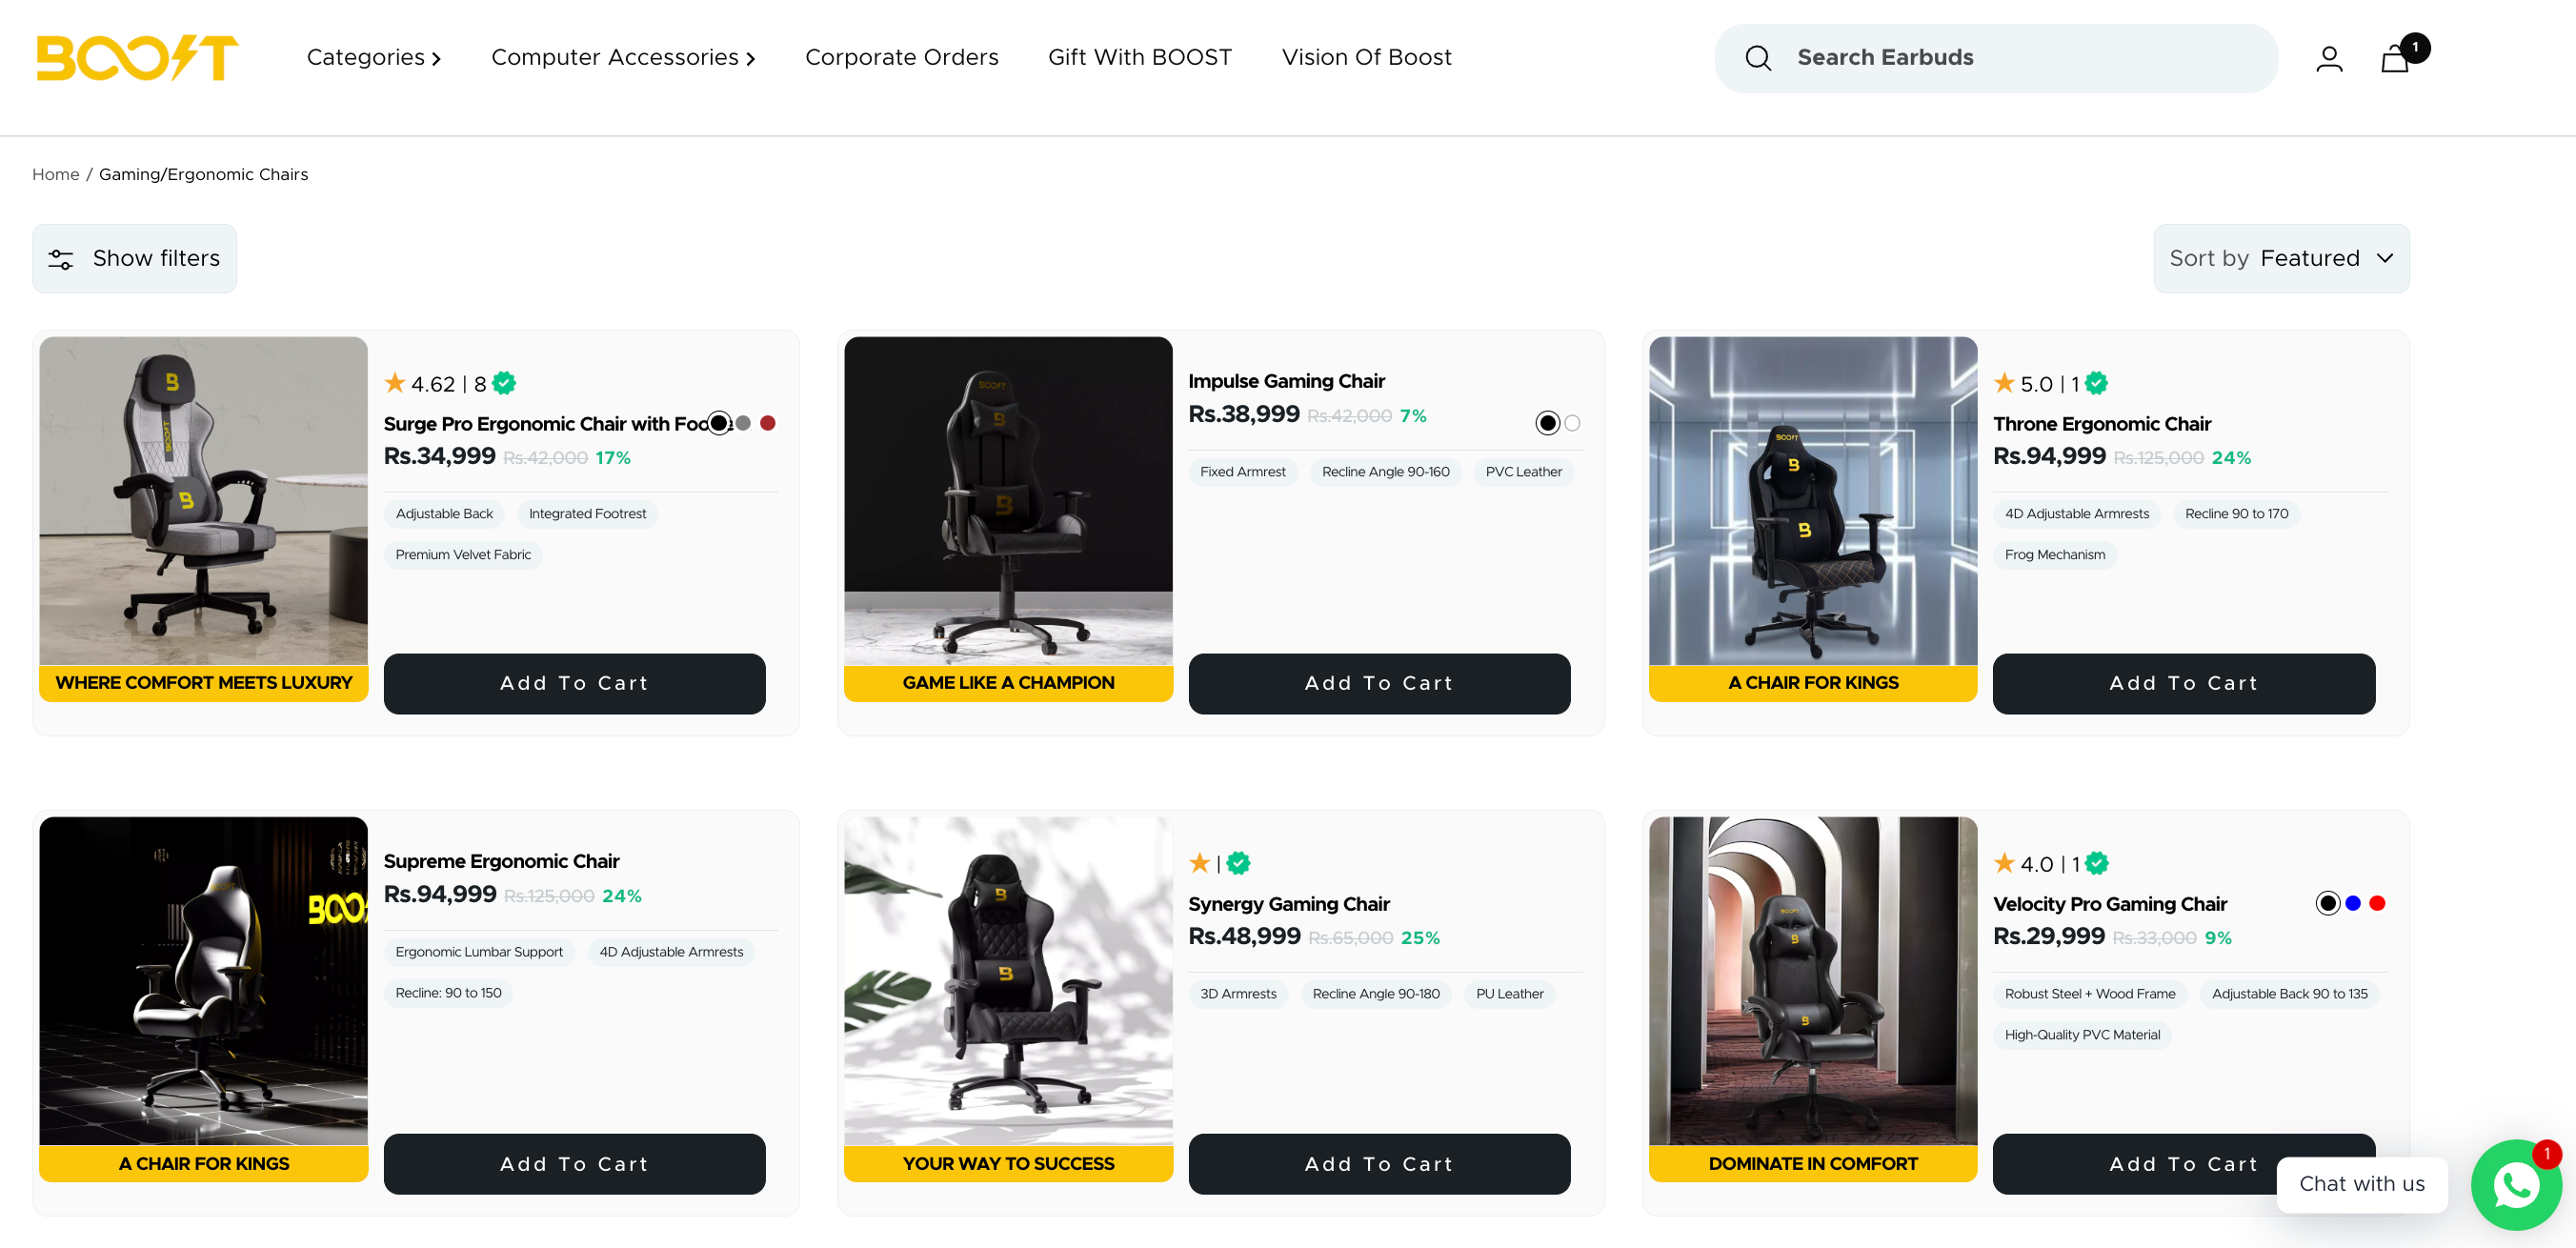 BOOST
Categories
Computer Accessories
Corporate Orders
Gift With BOOST
Vision Of Boost
Search Earbuds
1
Home / Gaming/Ergonomic Chairs
Show filters
Sort by Featured
4.62 | 8
Surge Pro Ergonomic Chair with Foo
Rs.34,999 Rs.42,000 17%
Adjustable Back
Integrated Footrest
Premium Velvet Fabric
WHERE COMFORT MEETS LUXURY
Add To Cart
BOOST
Impulse Gaming Chair
Rs.38,999 Rs.42,000 7%
Fixed Armrest
Recline Angle 90-160
PVC Leather
GAME LIKE A CHAMPION
Add To Cart
BOOST
5.0 | 1
Throne Ergonomic Chair
Rs.94,999 Rs.125,000 24%
4D Adjustable Armrests
Recline 90 to 170
Frog Mechanism
A CHAIR FOR KINGS
Add To Cart
Supreme Ergonomic Chair
Rs.94,999 Rs.125,000 24%
Ergonomic Lumbar Support
4D Adjustable Armrests
Recline: 90 to 150
A CHAIR FOR KINGS
Add To Cart
|
Synergy Gaming Chair
Rs.48,999 Rs.65,000 25%
3D Armrests
Recline Angle 90-180
PU Leather
YOUR WAY TO SUCCESS
Add To Cart
4.0 | 1
Velocity Pro Gaming Chair
Rs.29,999 Rs.33,000 9%
Robust Steel + Wood Frame
Adjustable Back 90 to 135
High-Quality PVC Material
DOMINATE IN COMFORT
Add To Cart
Chat with us
1